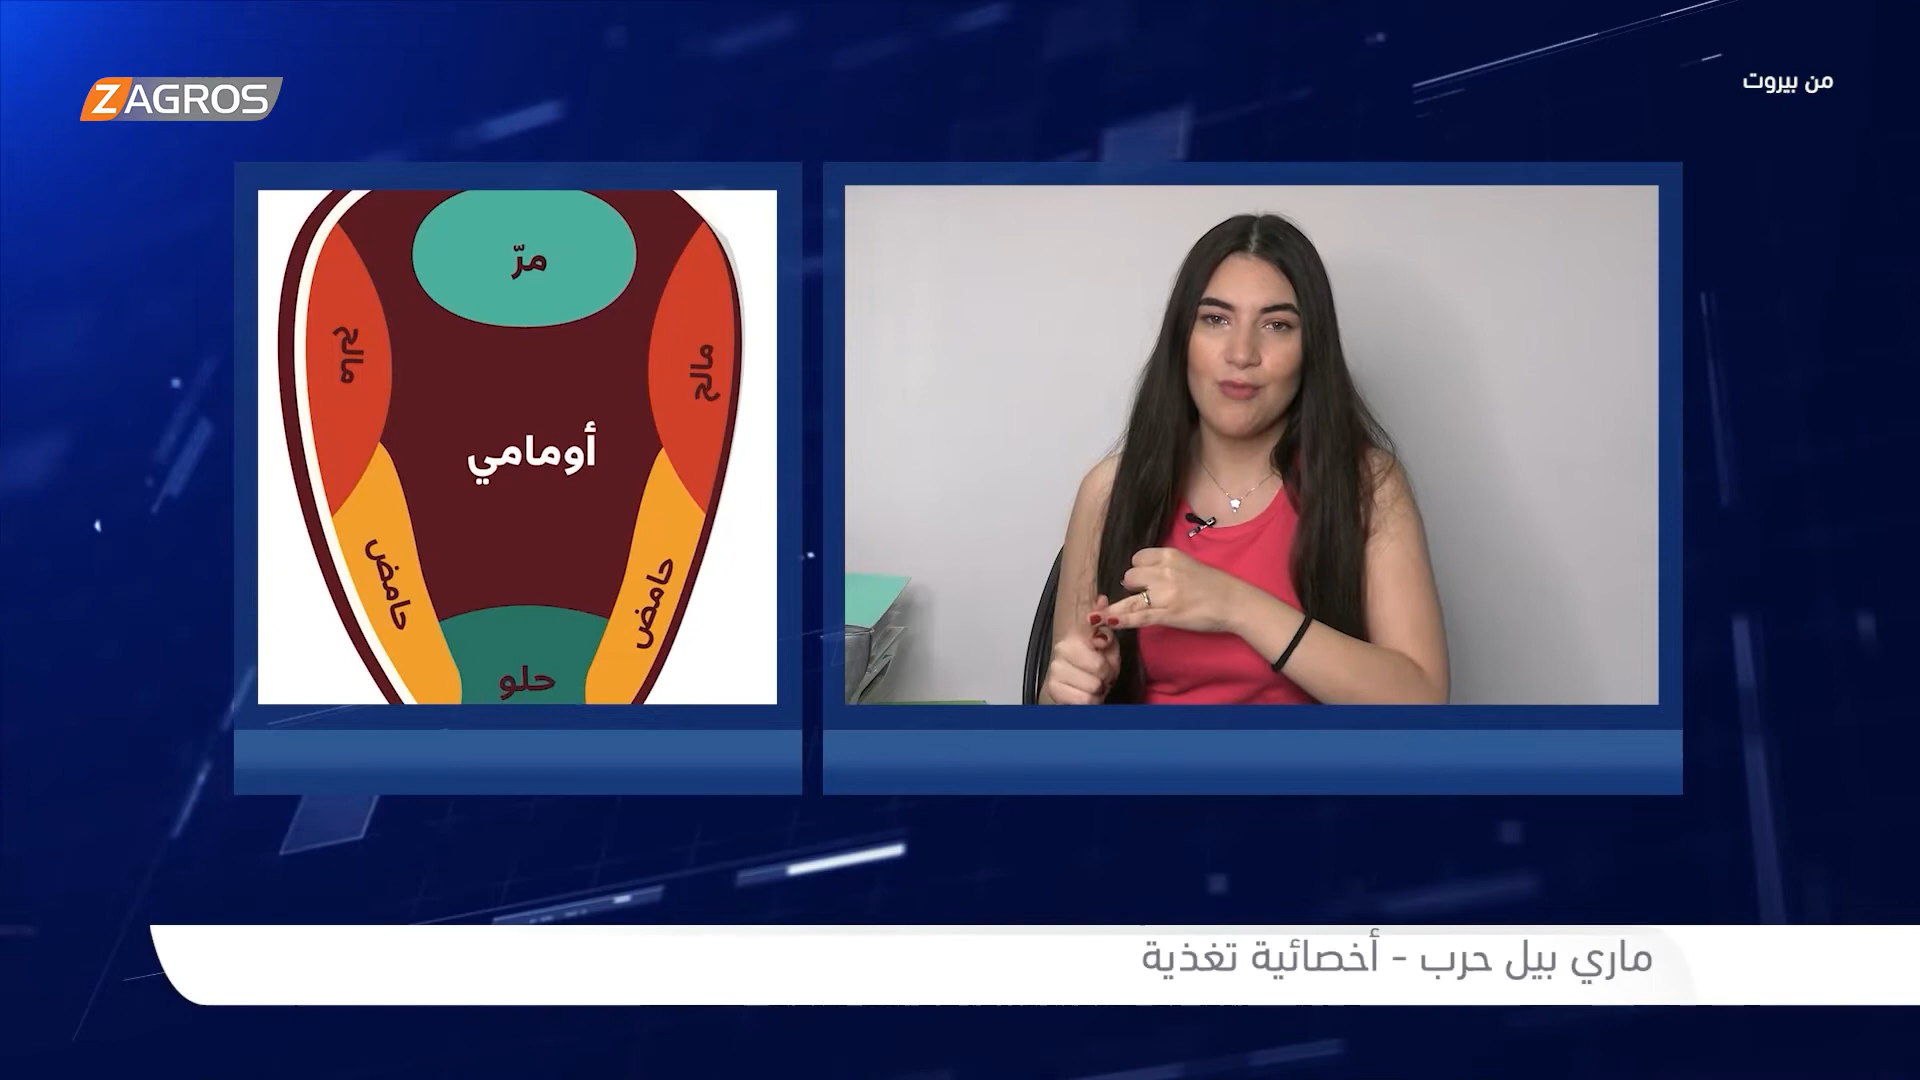 ZAGROS
من بيروت
مرّ
مالح
مالح
أومامي
حامض
حامض
حلو
ماري بيل حرب - أخصائية تغذية